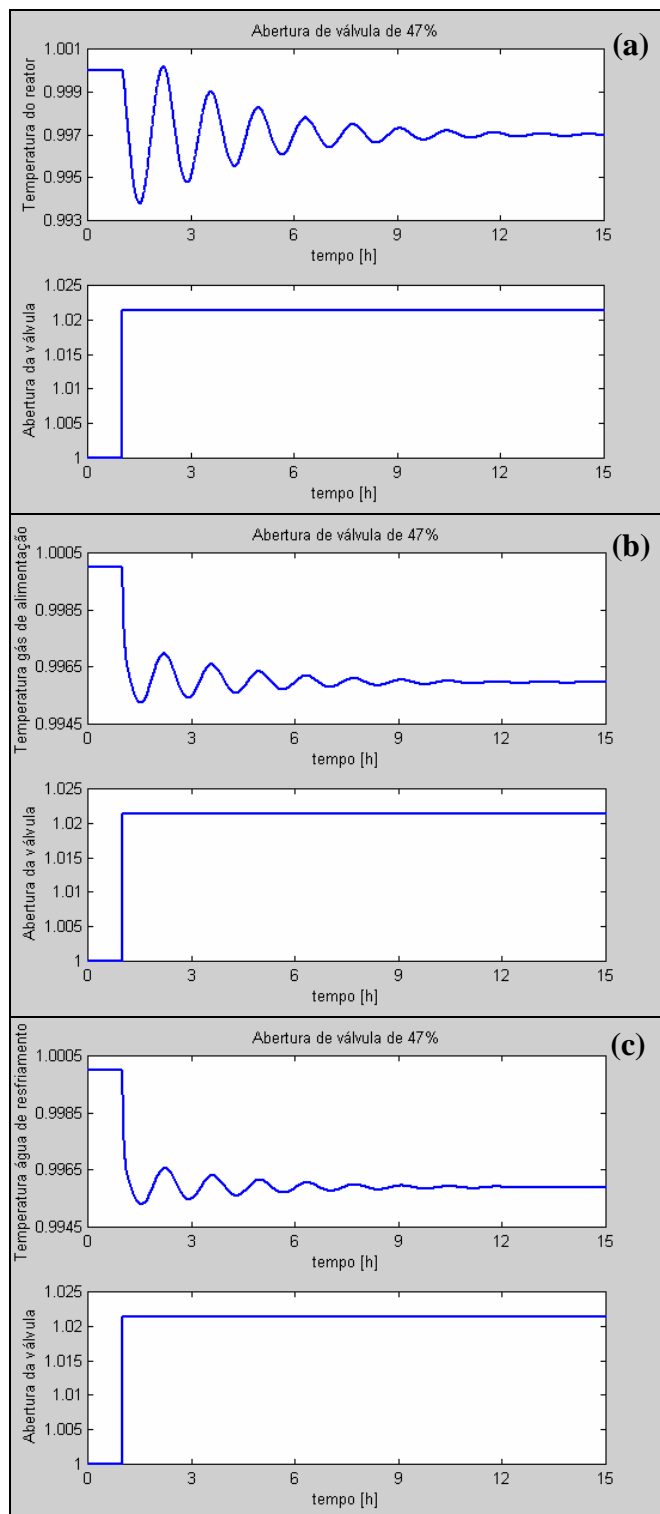 Abertura de válvula de 47%
(a)
Temperatura do reator
1.001
0.999
0.997
0.995
0.993
0 3 6 9 12 15
tempo [h]
Abertura da válvula
1.025
1.02
1.015
1.01
1.005
1
0 3 6 9 12 15
tempo [h]
Abertura de válvula de 47%
(b)
Temperatura gás de alimentação
1.0005
0.9985
0.9965
0.9945
0 3 6 9 12 15
tempo [h]
Abertura da válvula
1.025
1.02
1.015
1.01
1.005
1
0 3 6 9 12 15
tempo [h]
Abertura de válvula de 47%
(c)
Temperatura água de resfriamento
1.0005
0.9985
0.9965
0.9945
0 3 6 9 12 15
tempo [h]
Abertura da válvula
1.025
1.02
1.015
1.01
1.005
1
0 3 6 9 12 15
tempo [h]